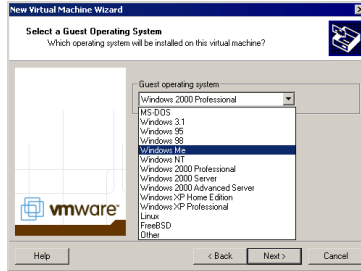 New Virtual Machine Wizard
Select a Guest Operating System
Which operating system will be installed on this virtual machine?
Guest operating system
Windows 2000 Professional
MS-DOS
Windows 3.1
Windows 95
Windows 98
Windows Me
Windows NT
Windows 2000 Professional
Windows 2000 Server
Windows 2000 Advanced Server
Windows XP Home Edition
Windows XP Professional
Linux
FreeBSD
Other
vmware
Help
< Back
Next >
Cancel